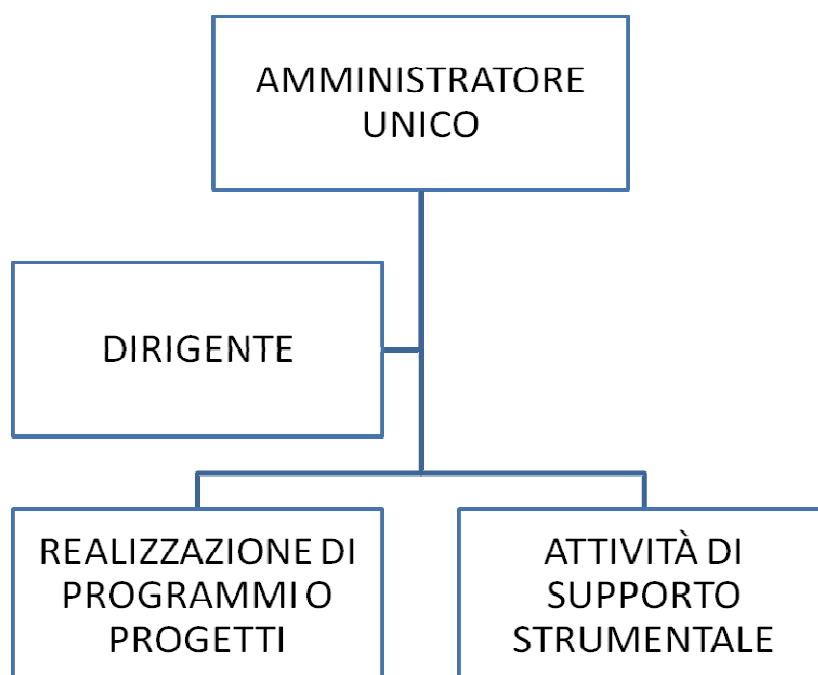 AMMINISTRATORE
UNICO
DIRIGENTE
REALIZZAZIONE DI
PROGRAMMI O
PROGETTI
ATTIVITÀ DI
SUPPORTO
STRUMENTALE